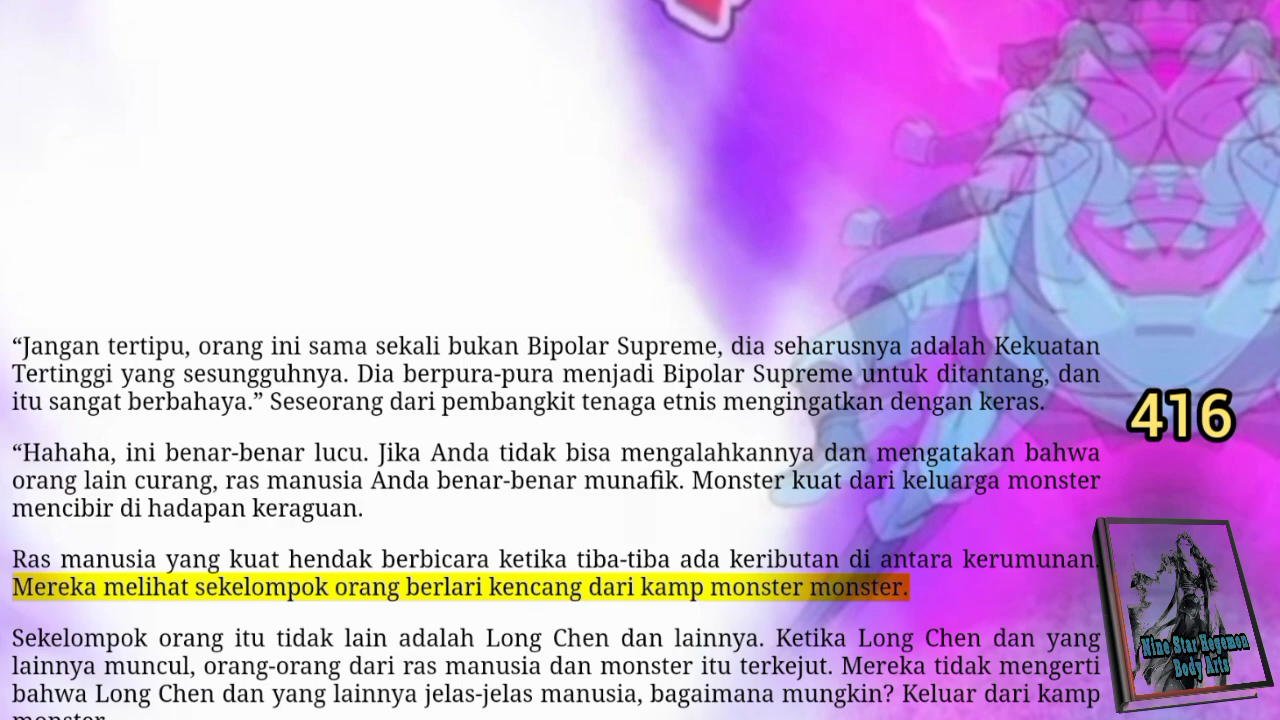 “Jangan tertipu, orang ini sama sekali bukan Bipolar Supreme, dia seharusnya adalah Kekuatan
Tertinggi yang sesungguhnya. Dia berpura-pura menjadi Bipolar Supreme untuk ditantang, dan
itu sangat berbahaya.” Seseorang dari pembangkit tenaga etnis mengingatkan dengan keras.
“Hahaha, ini benar-benar lucu. Jika Anda tidak bisa mengalahkannya dan mengatakan bahwa
orang lain curang, ras manusia Anda benar-benar munafik. Monster kuat dari keluarga monster
mencibir di hadapan keraguan.
Ras manusia yang kuat hendak berbicara ketika tiba-tiba ada keributan di antara kerumunan.
Mereka melihat sekelompok orang berlari kencang dari kamp monster monster.
Sekelompok orang itu tidak lain adalah Long Chen dan lainnya. Ketika Long Chen dan yang
lainnya muncul, orang-orang dari ras manusia dan monster itu terkejut. Mereka tidak mengerti
bahwa Long Chen dan yang lainnya jelas-jelas manusia, bagaimana mungkin? Keluar dari kamp
monster.
416
Nine Star Hegemon
Body Arts